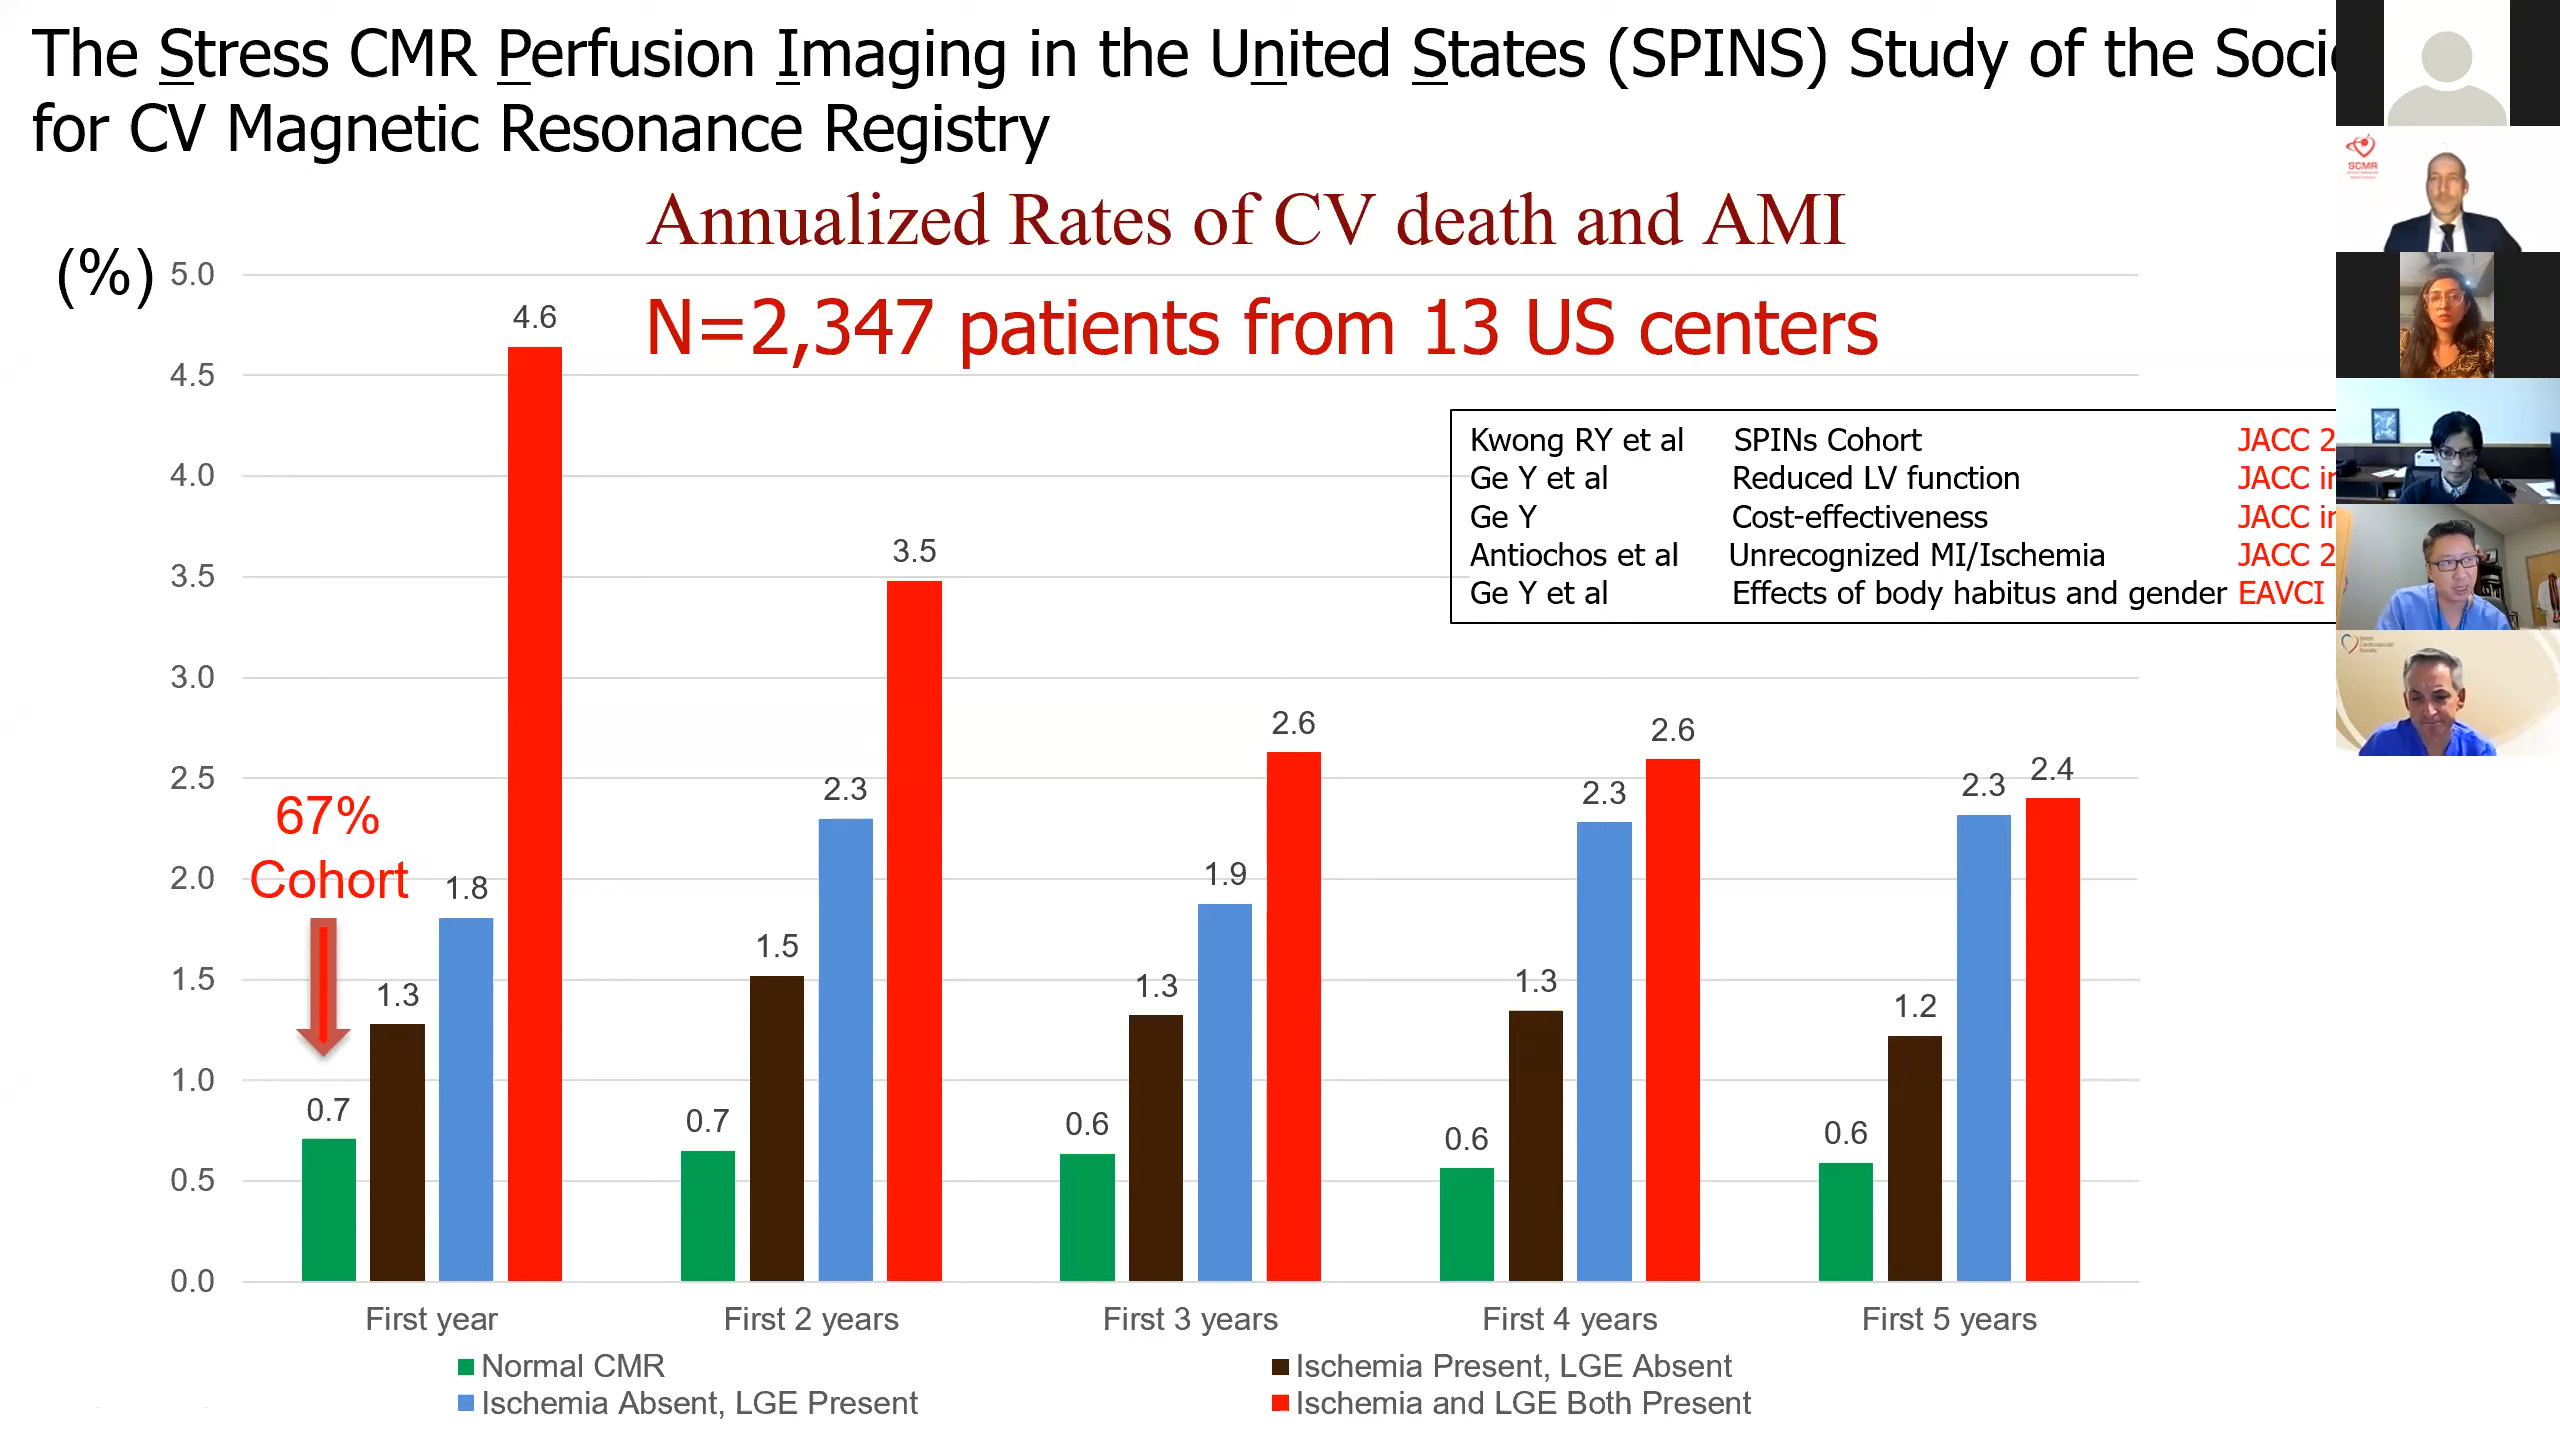 The Stress CMR Perfusion Imaging in the United States (SPINS) Study of the
for CV Magnetic Resonance Registry
Annualized Rates of CV death and AMI
(%)
N=2,347 patients from 13 US centers
5.0
4.5
4.0
3.5
3.0
2.5
2.0
1.5
1.0
0.5
0.0
Kwong RY et al SPINs Cohort JACC
Ge Y et al Reduced LV function JACC
Ge Y Cost-effectiveness JACC
Antiochos et al Unrecognized MI/Ischemia JACC
Ge Y et al Effects of body habitus and gender EAVCI
67%
Cohort
0.7
1.3
1.8
4.6
0.7
1.5
2.3
3.5
0.6
1.3
1.9
2.6
0.6
1.3
2.3
2.6
0.6
1.2
2.3
2.4
First year
First 2 years
First 3 years
First 4 years
First 5 years
Normal CMR
Ischemia Present, LGE Absent
Ischemia Absent, LGE Present
Ischemia and LGE Both Present
SCMR